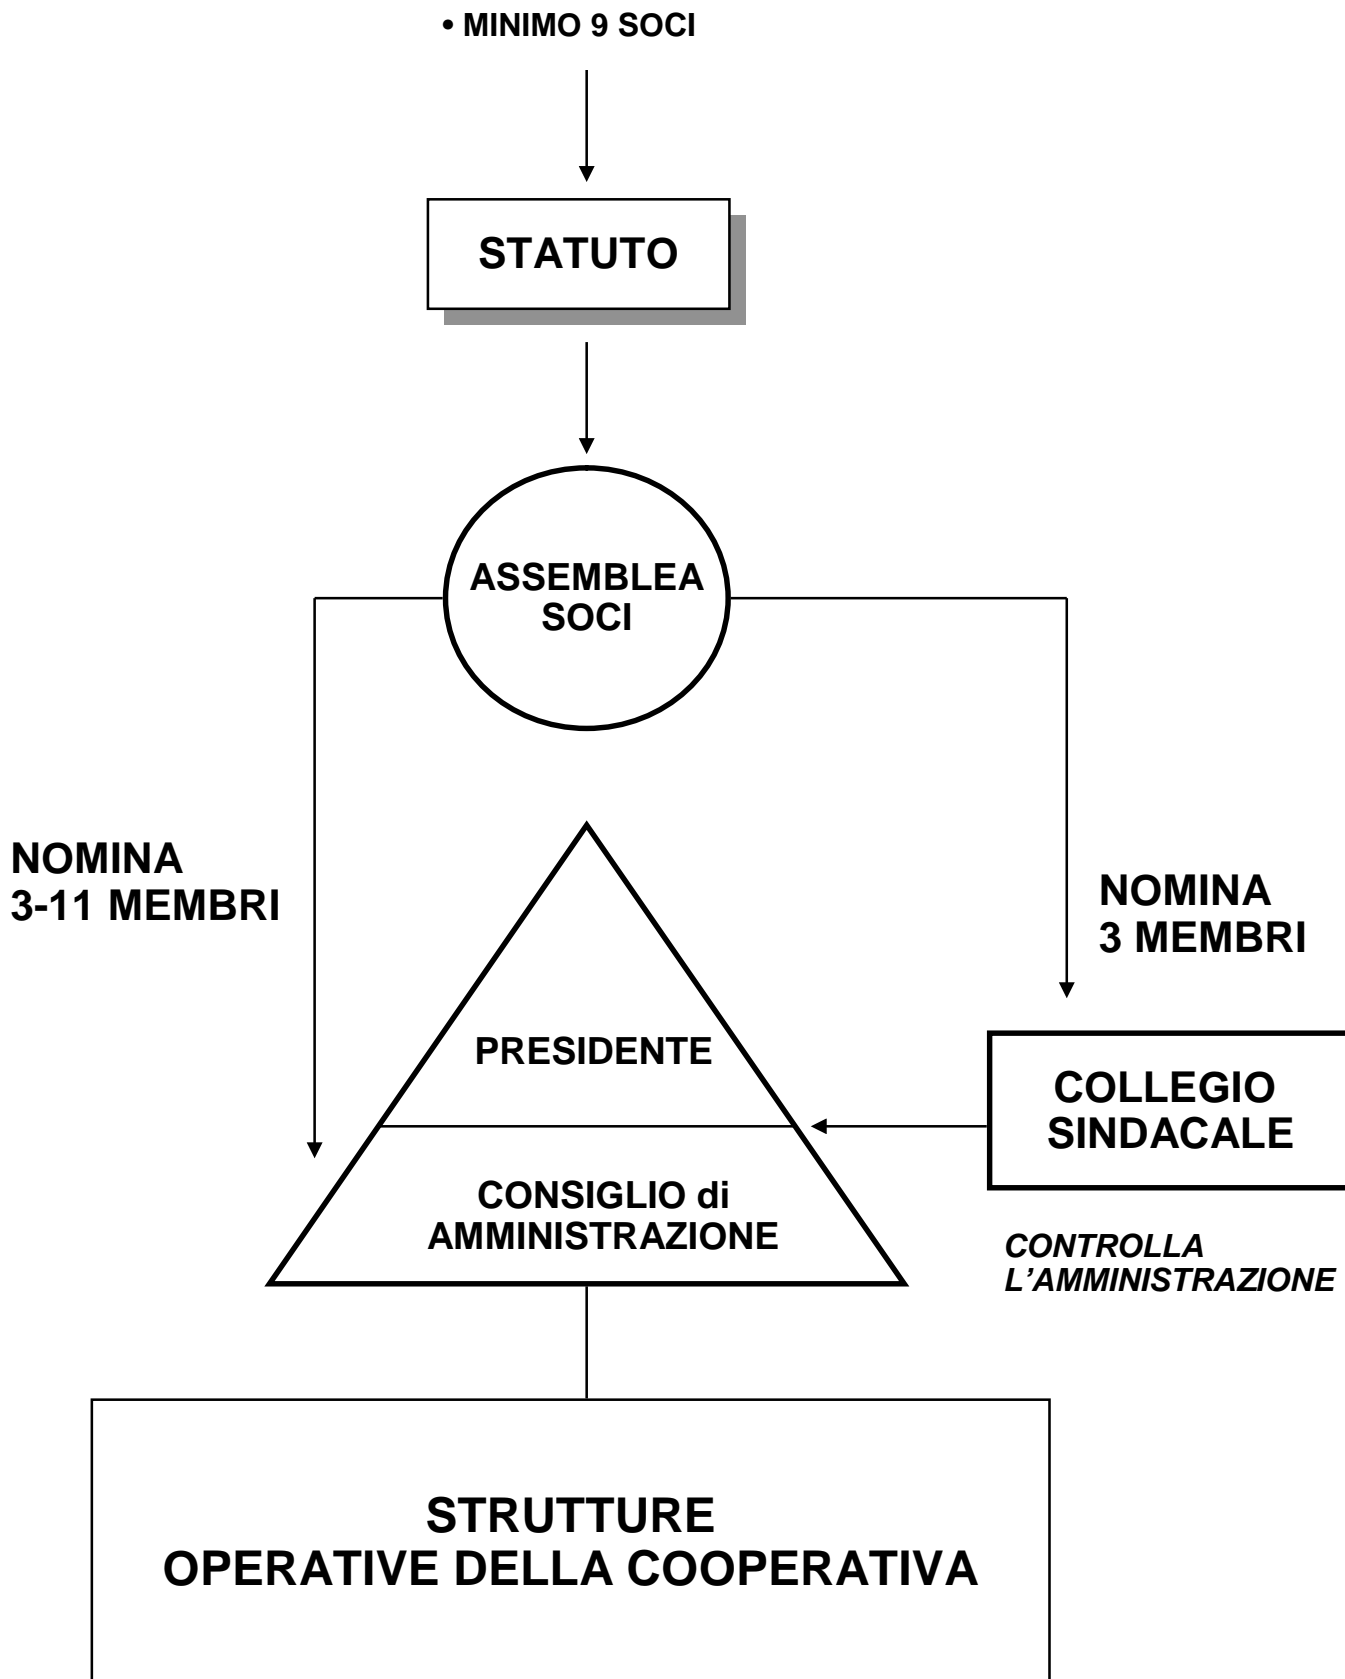 • MINIMO 9 SOCI
STATUTO
ASSEMBLEA
SOCI
NOMINA
3-11 MEMBRI
NOMINA
3 MEMBRI
PRESIDENTE
COLLEGIO
SINDACALE
CONSIGLIO di
AMMINISTRAZIONE
CONTROLLA
L’AMMINISTRAZIONE
STRUTTURE
OPERATIVE DELLA COOPERATIVA